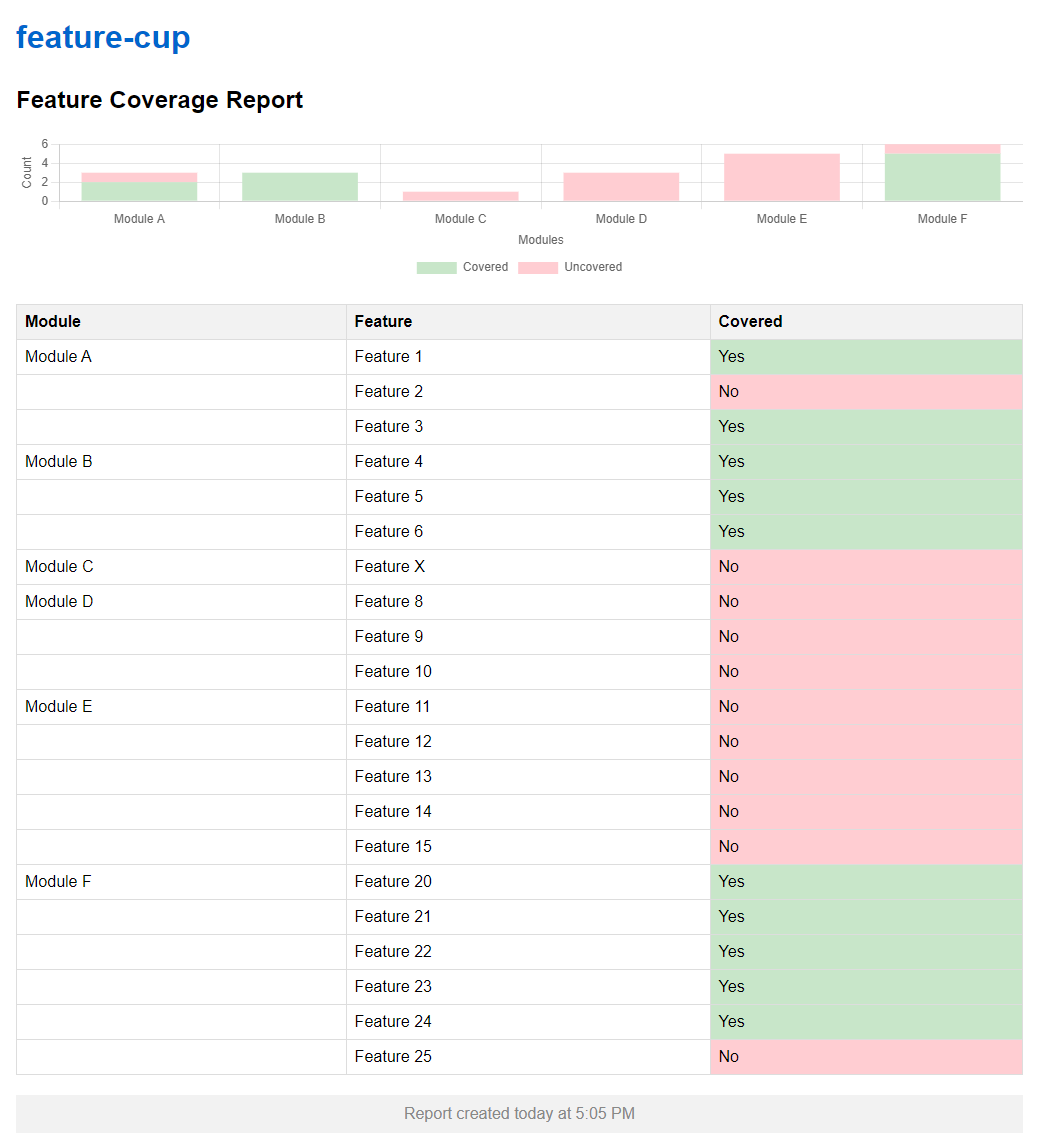 feature-cup
Feature Coverage Report
6
4
2
0
Count
Module A Module B Module C Module D Module E Module F
Modules
Covered Uncovered
Module Feature Covered
Module A Feature 1 Yes
Feature 2 No
Feature 3 Yes
Module B Feature 4 Yes
Feature 5 Yes
Feature 6 Yes
Module C Feature X No
Module D Feature 8 No
Feature 9 No
Feature 10 No
Module E Feature 11 No
Feature 12 No
Feature 13 No
Feature 14 No
Feature 15 No
Module F Feature 20 Yes
Feature 21 Yes
Feature 22 Yes
Feature 23 Yes
Feature 24 Yes
Feature 25 No
Report created today at 5:05 PM